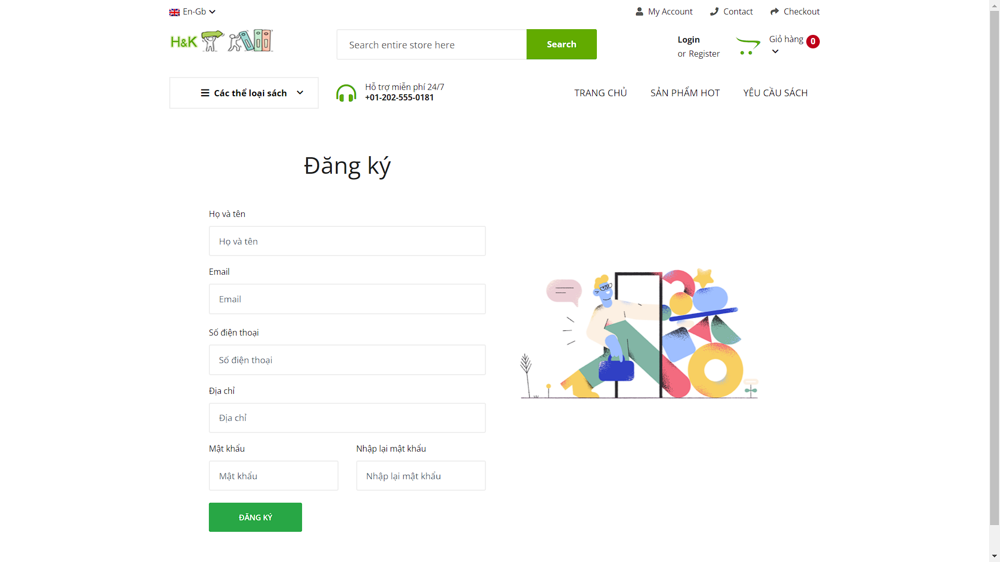 En-Gb
My Account
Contact
Checkout
H&K
Search entire store here
Search
Login
or Register
Giỏ hàng 0
Các thể loại sách
Hỗ trợ miễn phí 24/7
+01-202-555-0181
TRANG CHỦ
SẢN PHẨM HOT
YÊU CẦU SÁCH
Đăng ký
Họ và tên
Họ và tên
Email
Email
Số điện thoại
Số điện thoại
Địa chỉ
Địa chỉ
Mật khẩu
Nhập lại mật khẩu
Mật khẩu
Nhập lại mật khẩu
ĐĂNG KÝ